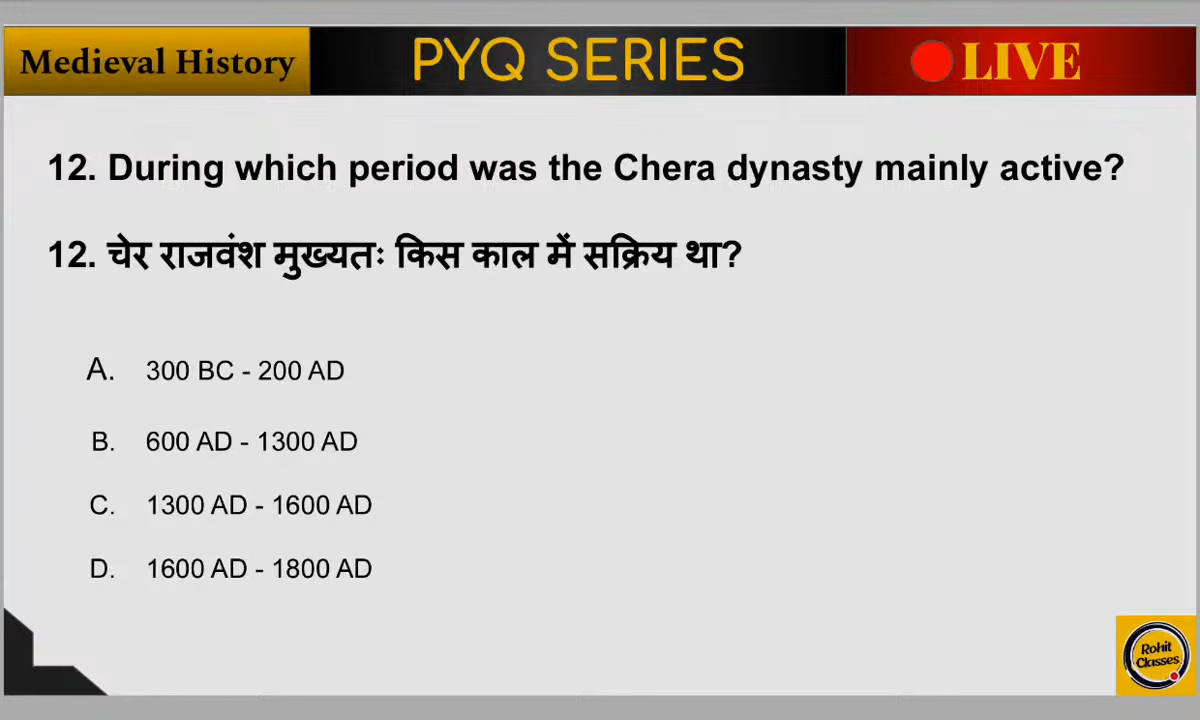 Medieval History
PYQ SERIES
LIVE
12. During which period was the Chera dynasty mainly active?
12. चेर राजवंश मुख्यतः किस काल में सक्रिय था?
A. 300 BC - 200 AD
B. 600 AD - 1300 AD
C. 1300 AD - 1600 AD
D. 1600 AD - 1800 AD
Rohit
Classes